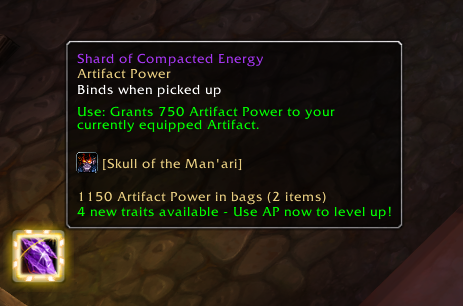 Shard of Compacted Energy
Artifact Power
Binds when picked up
Use: Grants 750 Artifact Power to your
currently equipped Artifact.
[Skull of the Man'ari]
1150 Artifact Power in bags (2 items)
4 new traits available - Use AP now to level up!